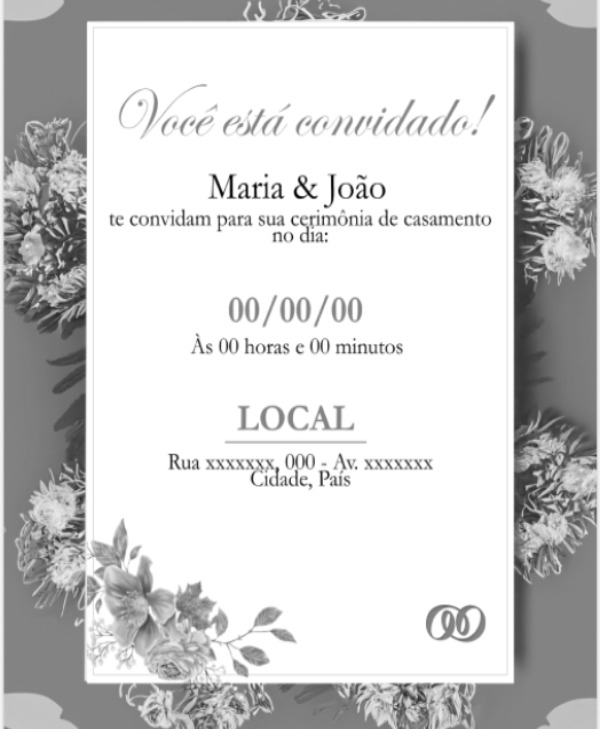 Você está convidado!
Maria & João
te convidam para sua cerimônia de casamento
no dia:
00/00/00
Às 00 horas e 00 minutos
LOCAL
Rua xxxxxxx, 000 - Av. xxxxxxx
Cidade, País